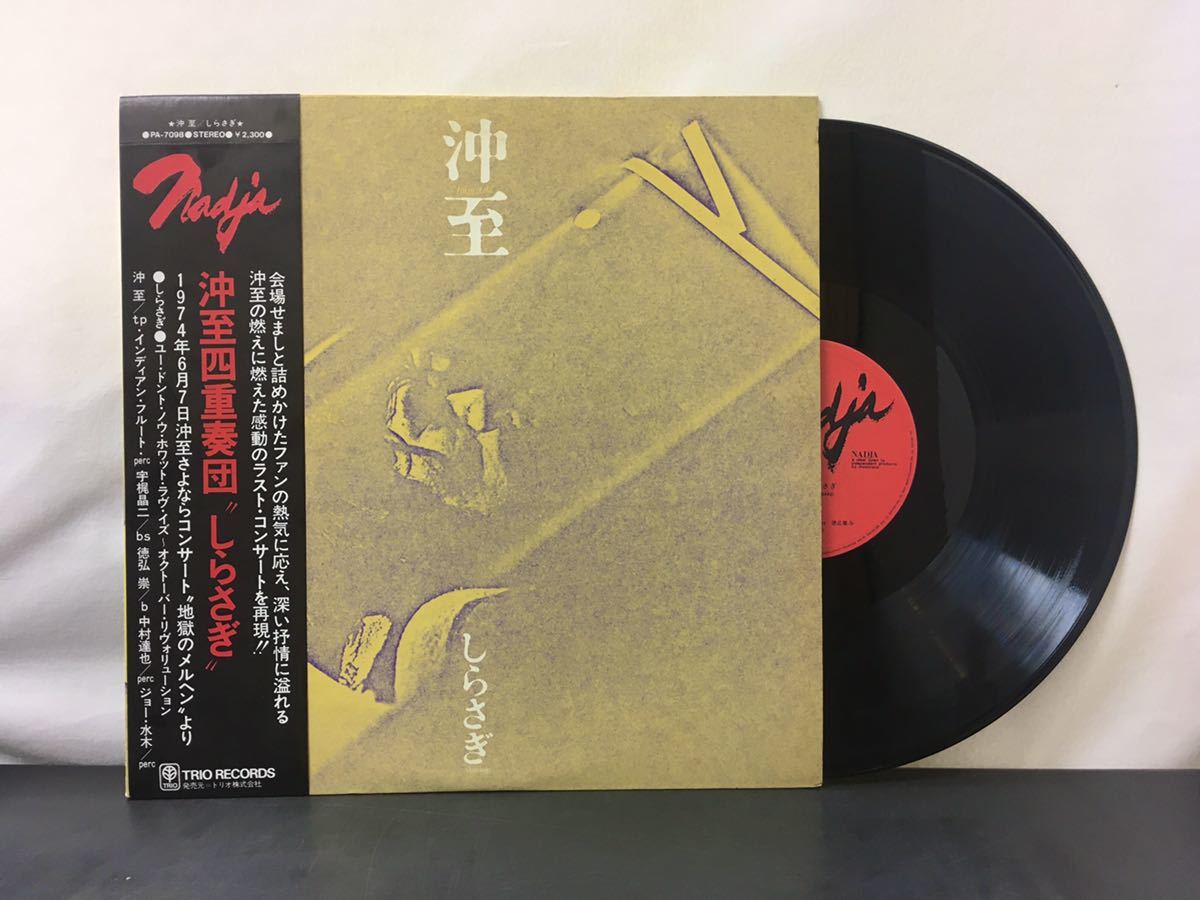 ★沖 至/しらさぎ★
●PA-7098●STEREO●￥2,300●
Nadja
会場せましと詰めかけたファンの熱気に応え、深い抒情に溢れる
沖至の燃えに燃えた感動のラスト・コンサートを再現!!
沖至四重奏団“しらさぎ”
1974年6月7日沖至さよならコンサート“地獄のメルヘン”より
●しらさぎ●ユー・ドント・ノウ・ホワット・ラヴ・イズ〜オクトーバー・リヴォリューション
沖 至/tp・インディアン・フルート・perc 宇梶晶二/bs 徳弘 崇/b 中村達也/perc ジョー・水木/perc
TRIO
TRIO RECORDS
発売元＝トリオ株式会社
沖至
しらさぎ
adja
NADJA
さぎ